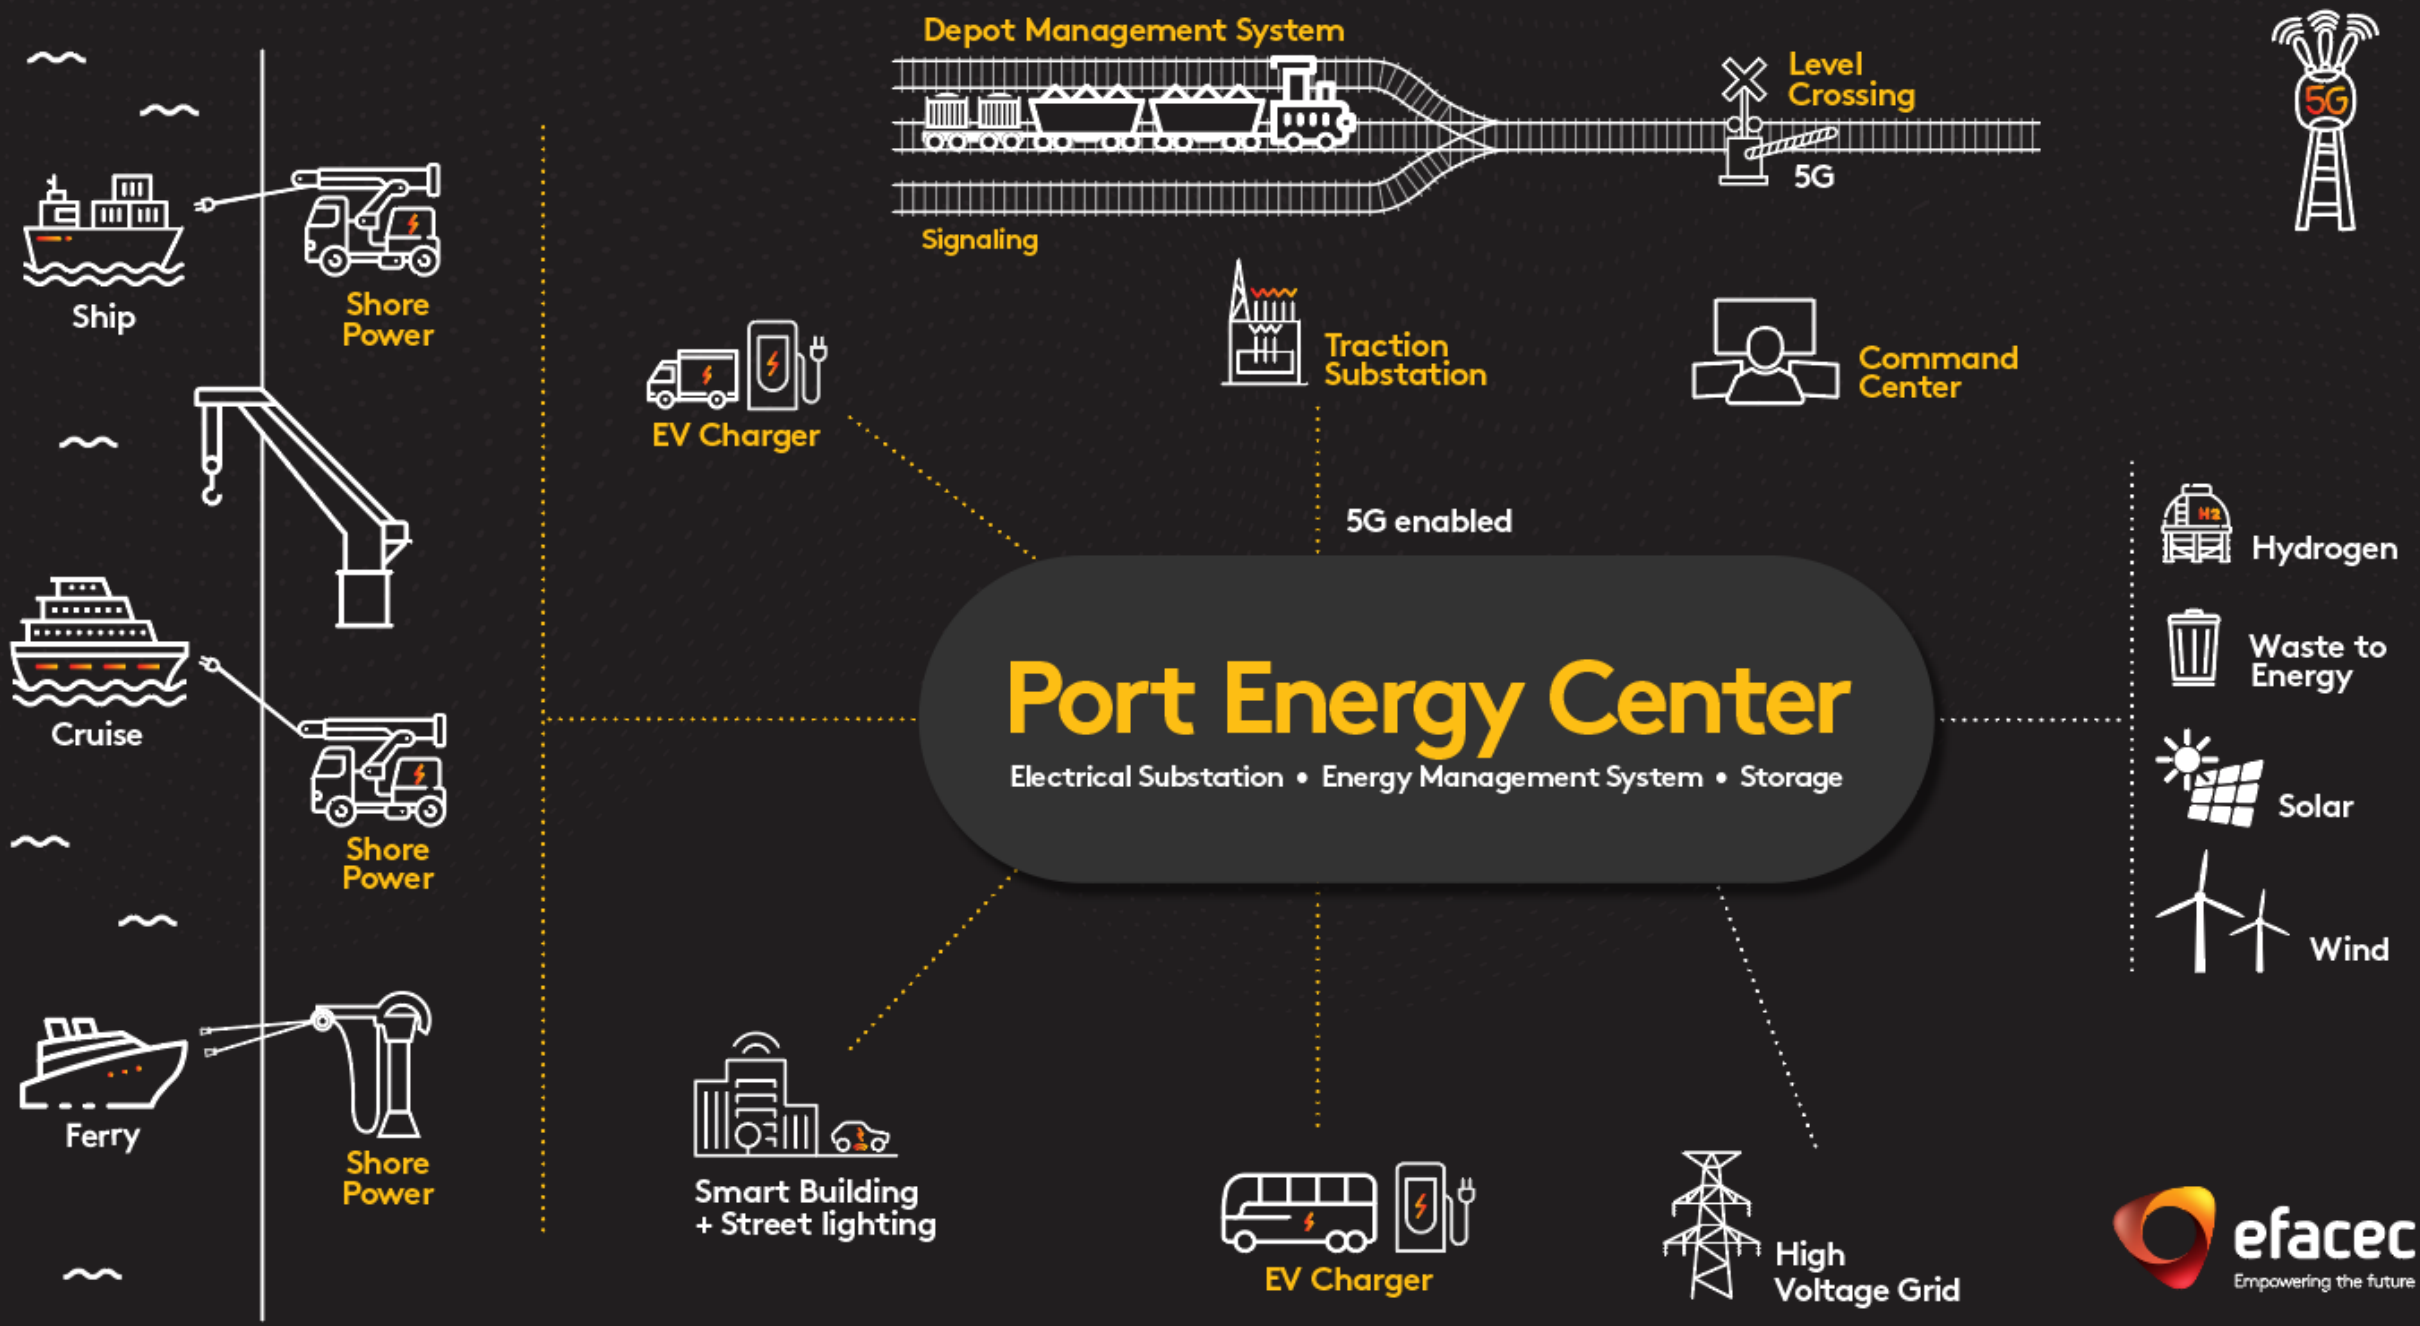 Depot Management System
Level
Crossing
5G
5G
Signaling
Ship
Shore
Power
EV Charger
Traction
Substation
Command
Center
5G enabled
H2
Hydrogen
Waste to
Energy
Port Energy Center
Electrical Substation • Energy Management System • Storage
Cruise
Shore
Power
Solar
Wind
Ferry
Shore
Power
Smart Building
+ Street lighting
EV Charger
High
Voltage Grid
efacec
Empowering the future